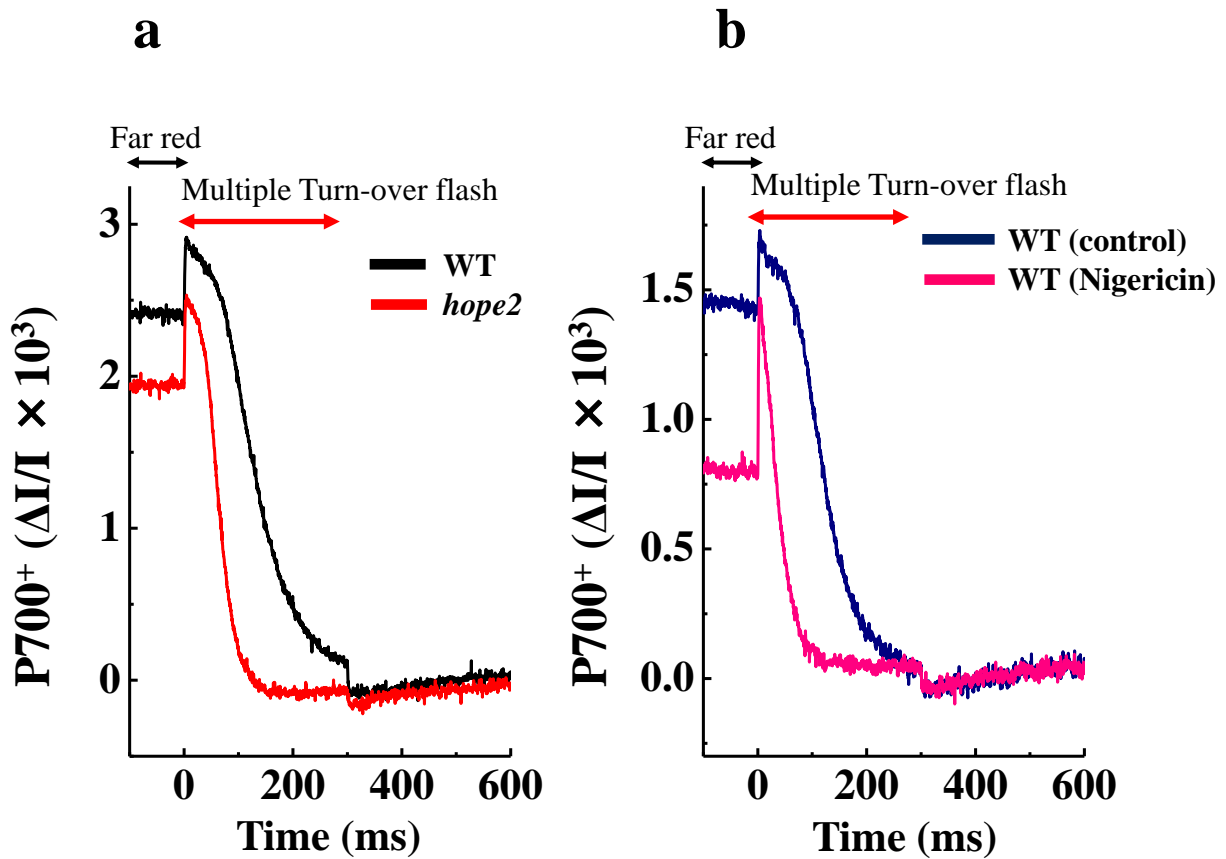 a
Far red
Multiple Turn-over flash
WT
hope2
P700⁺ (ΔI/I × 10³)
3
2
1
0
0 200 400 600
Time (ms)
b
Far red
Multiple Turn-over flash
WT (control)
WT (Nigericin)
P700⁺ (ΔI/I × 10³)
1.5
1.0
0.5
0.0
0 200 400 600
Time (ms)